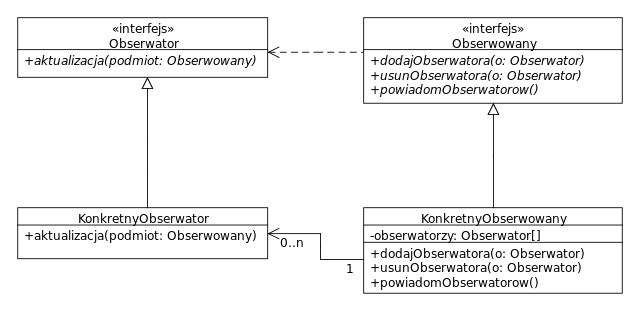 «interfejs»
Obserwator
+aktualizacja(podmiot: Obserwowany)
«interfejs»
Obserwowany
+dodajObserwatora(o: Obserwator)
+usunObserwatora(o: Obserwator)
+powiadomObserwatorow()
KonkretnyObserwator
+aktualizacja(podmiot: Obserwowany)
0..n
1
KonkretnyObserwowany
-obserwatorzy: Obserwator[]
+dodajObserwatora(o: Obserwator)
+usunObserwatora(o: Obserwator)
+powiadomObserwatorow()